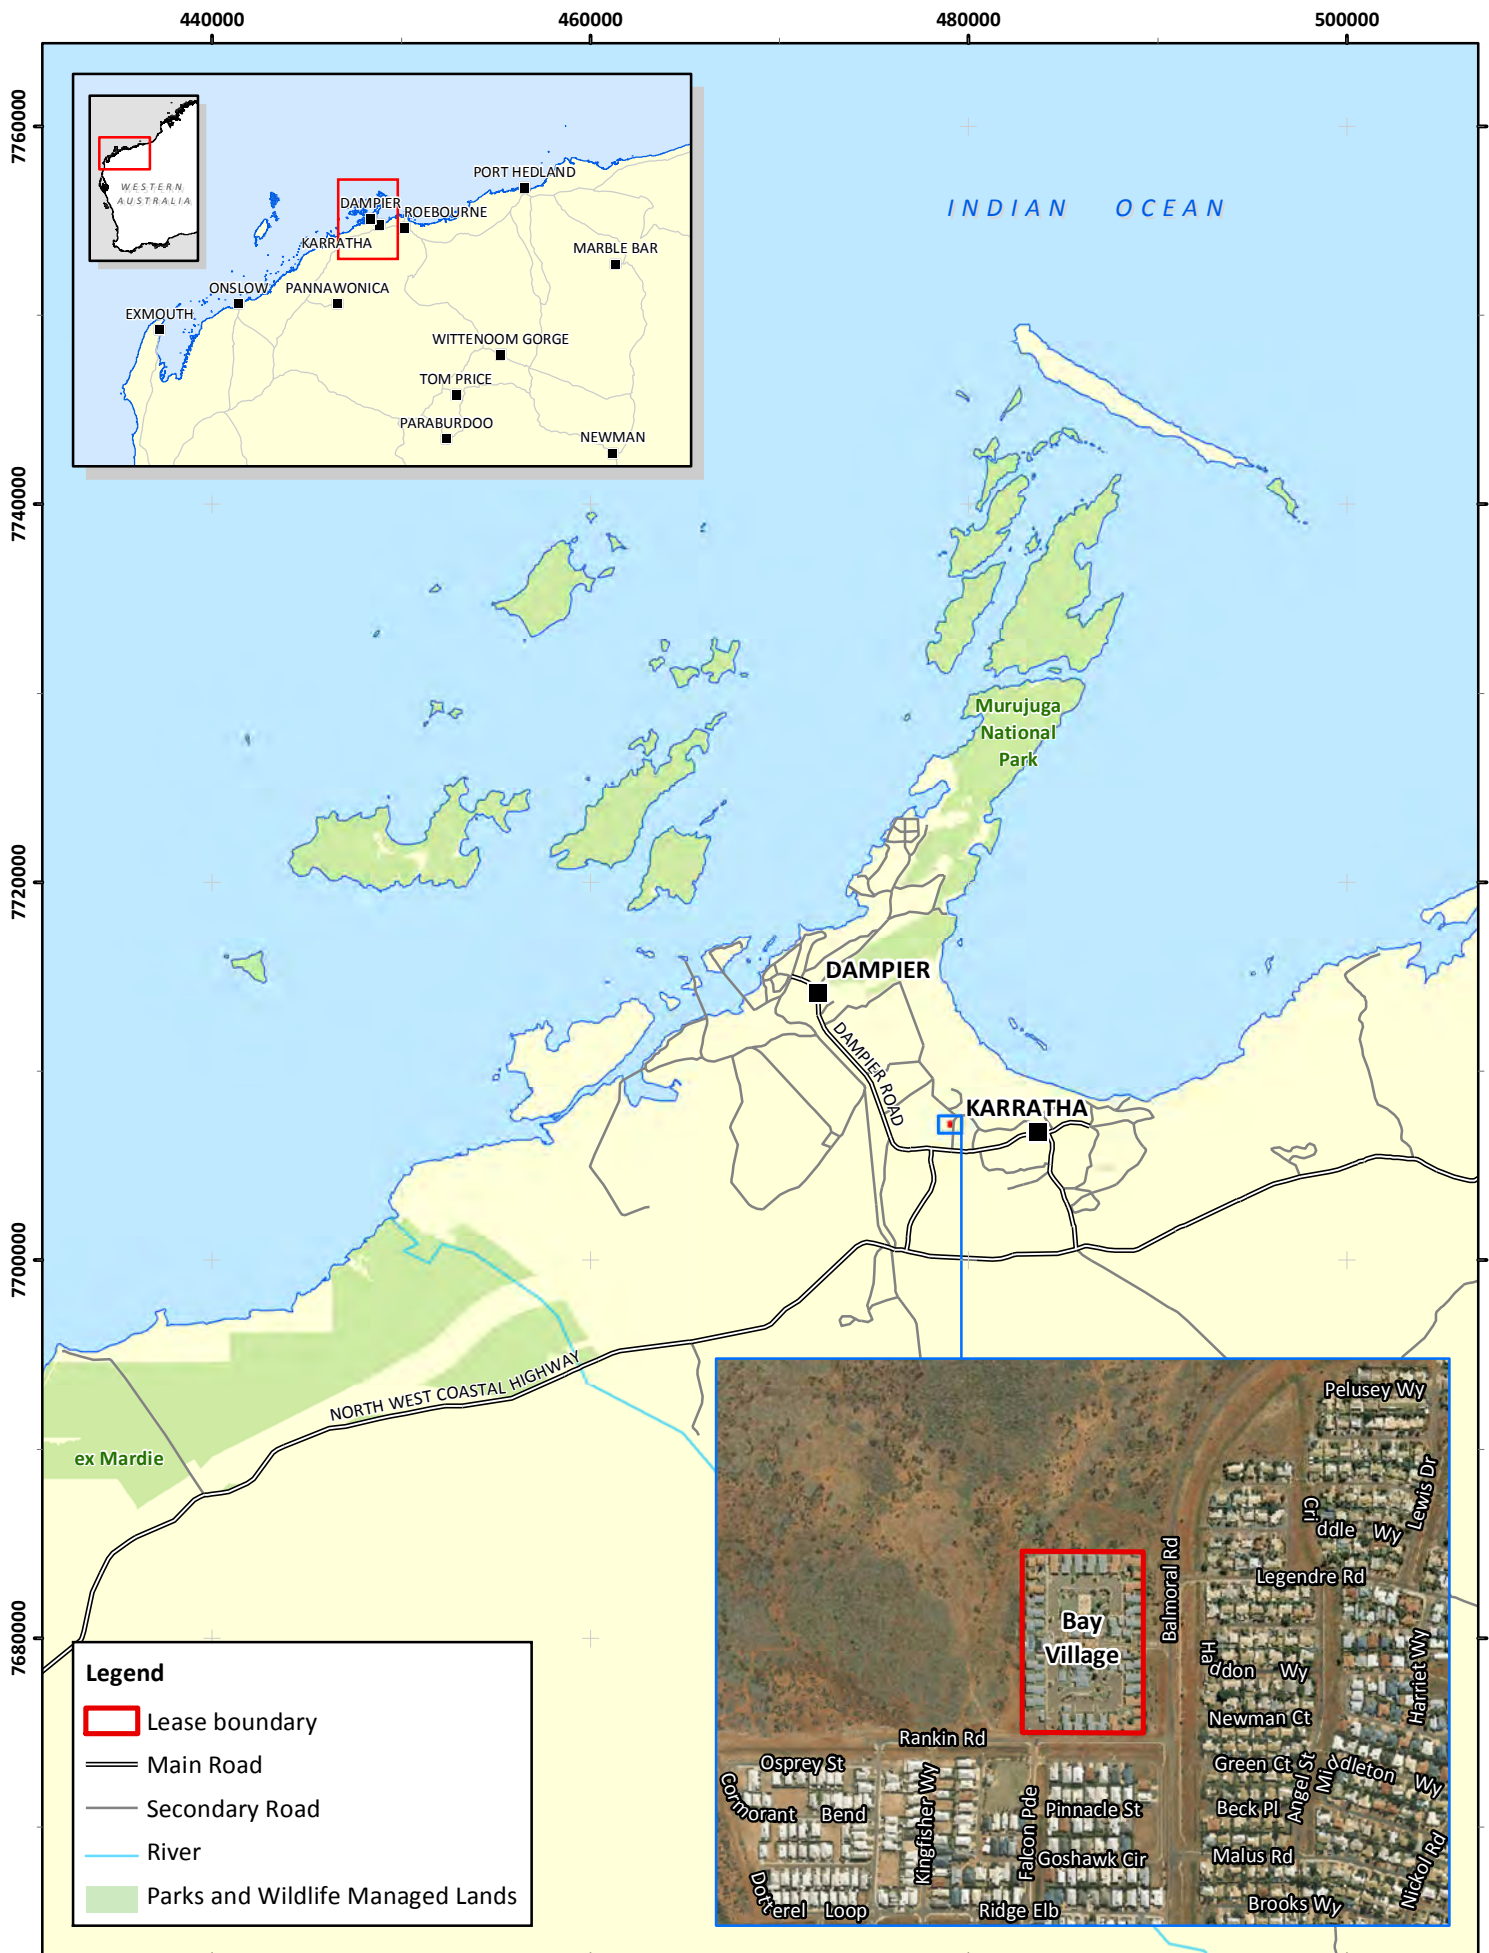 440000
460000
480000
500000
7760000
7740000
7720000
7700000
7680000
WESTERN
AUSTRALIA
PORT HEDLAND
DAMPIER
ROEBOURNE
KARRATHA
MARBLE BAR
ONSLOW
PANNAWONICA
EXMOUTH
WITTENOOM GORGE
TOM PRICE
PARABURDOO
NEWMAN
INDIAN OCEAN
Murujuga
National
Park
DAMPIER
DAMPIER ROAD
KARRATHA
NORTH WEST COASTAL HIGHWAY
ex Mardie
Pelusey Wy
Lewis Dr
Criddle Wy
Balmoral Rd
Legendre Rd
Bay
Village
Haddon Wy
Harriet Wy
Newman Ct
Rankin Rd
Osprey St
Green Ct
Angel St
Middleton Wy
Cormorant Bend
Kingfisher Wy
Falcon Pde
Pinnacle St
Beck Pl
Goshawk Cir
Malus Rd
Nickol Rd
Dotterel Loop
Ridge Elb
Brooks Wy
Legend
Lease boundary
Main Road
Secondary Road
River
Parks and Wildlife Managed Lands